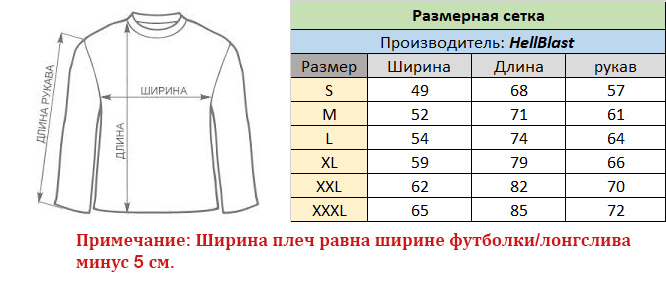 ДЛИНА РУКАВА
ШИРИНА
ДЛИНА
Размерная сетка
Производитель: HellBlast
Размер Ширина Длина рукав
S 49 68 57
M 52 71 61
L 54 74 64
XL 59 79 66
XXL 62 82 70
XXXL 65 85 72
Примечание: Ширина плеч равна ширине футболки/лонгслива
минус 5 см.